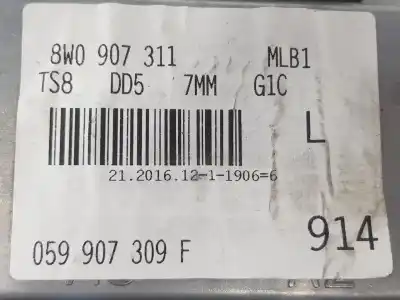 8W0 907 311 MLB1
TS8 DD5 7MM G1C
L
21.2016.12-1-1906=6
059 907 309 F 914